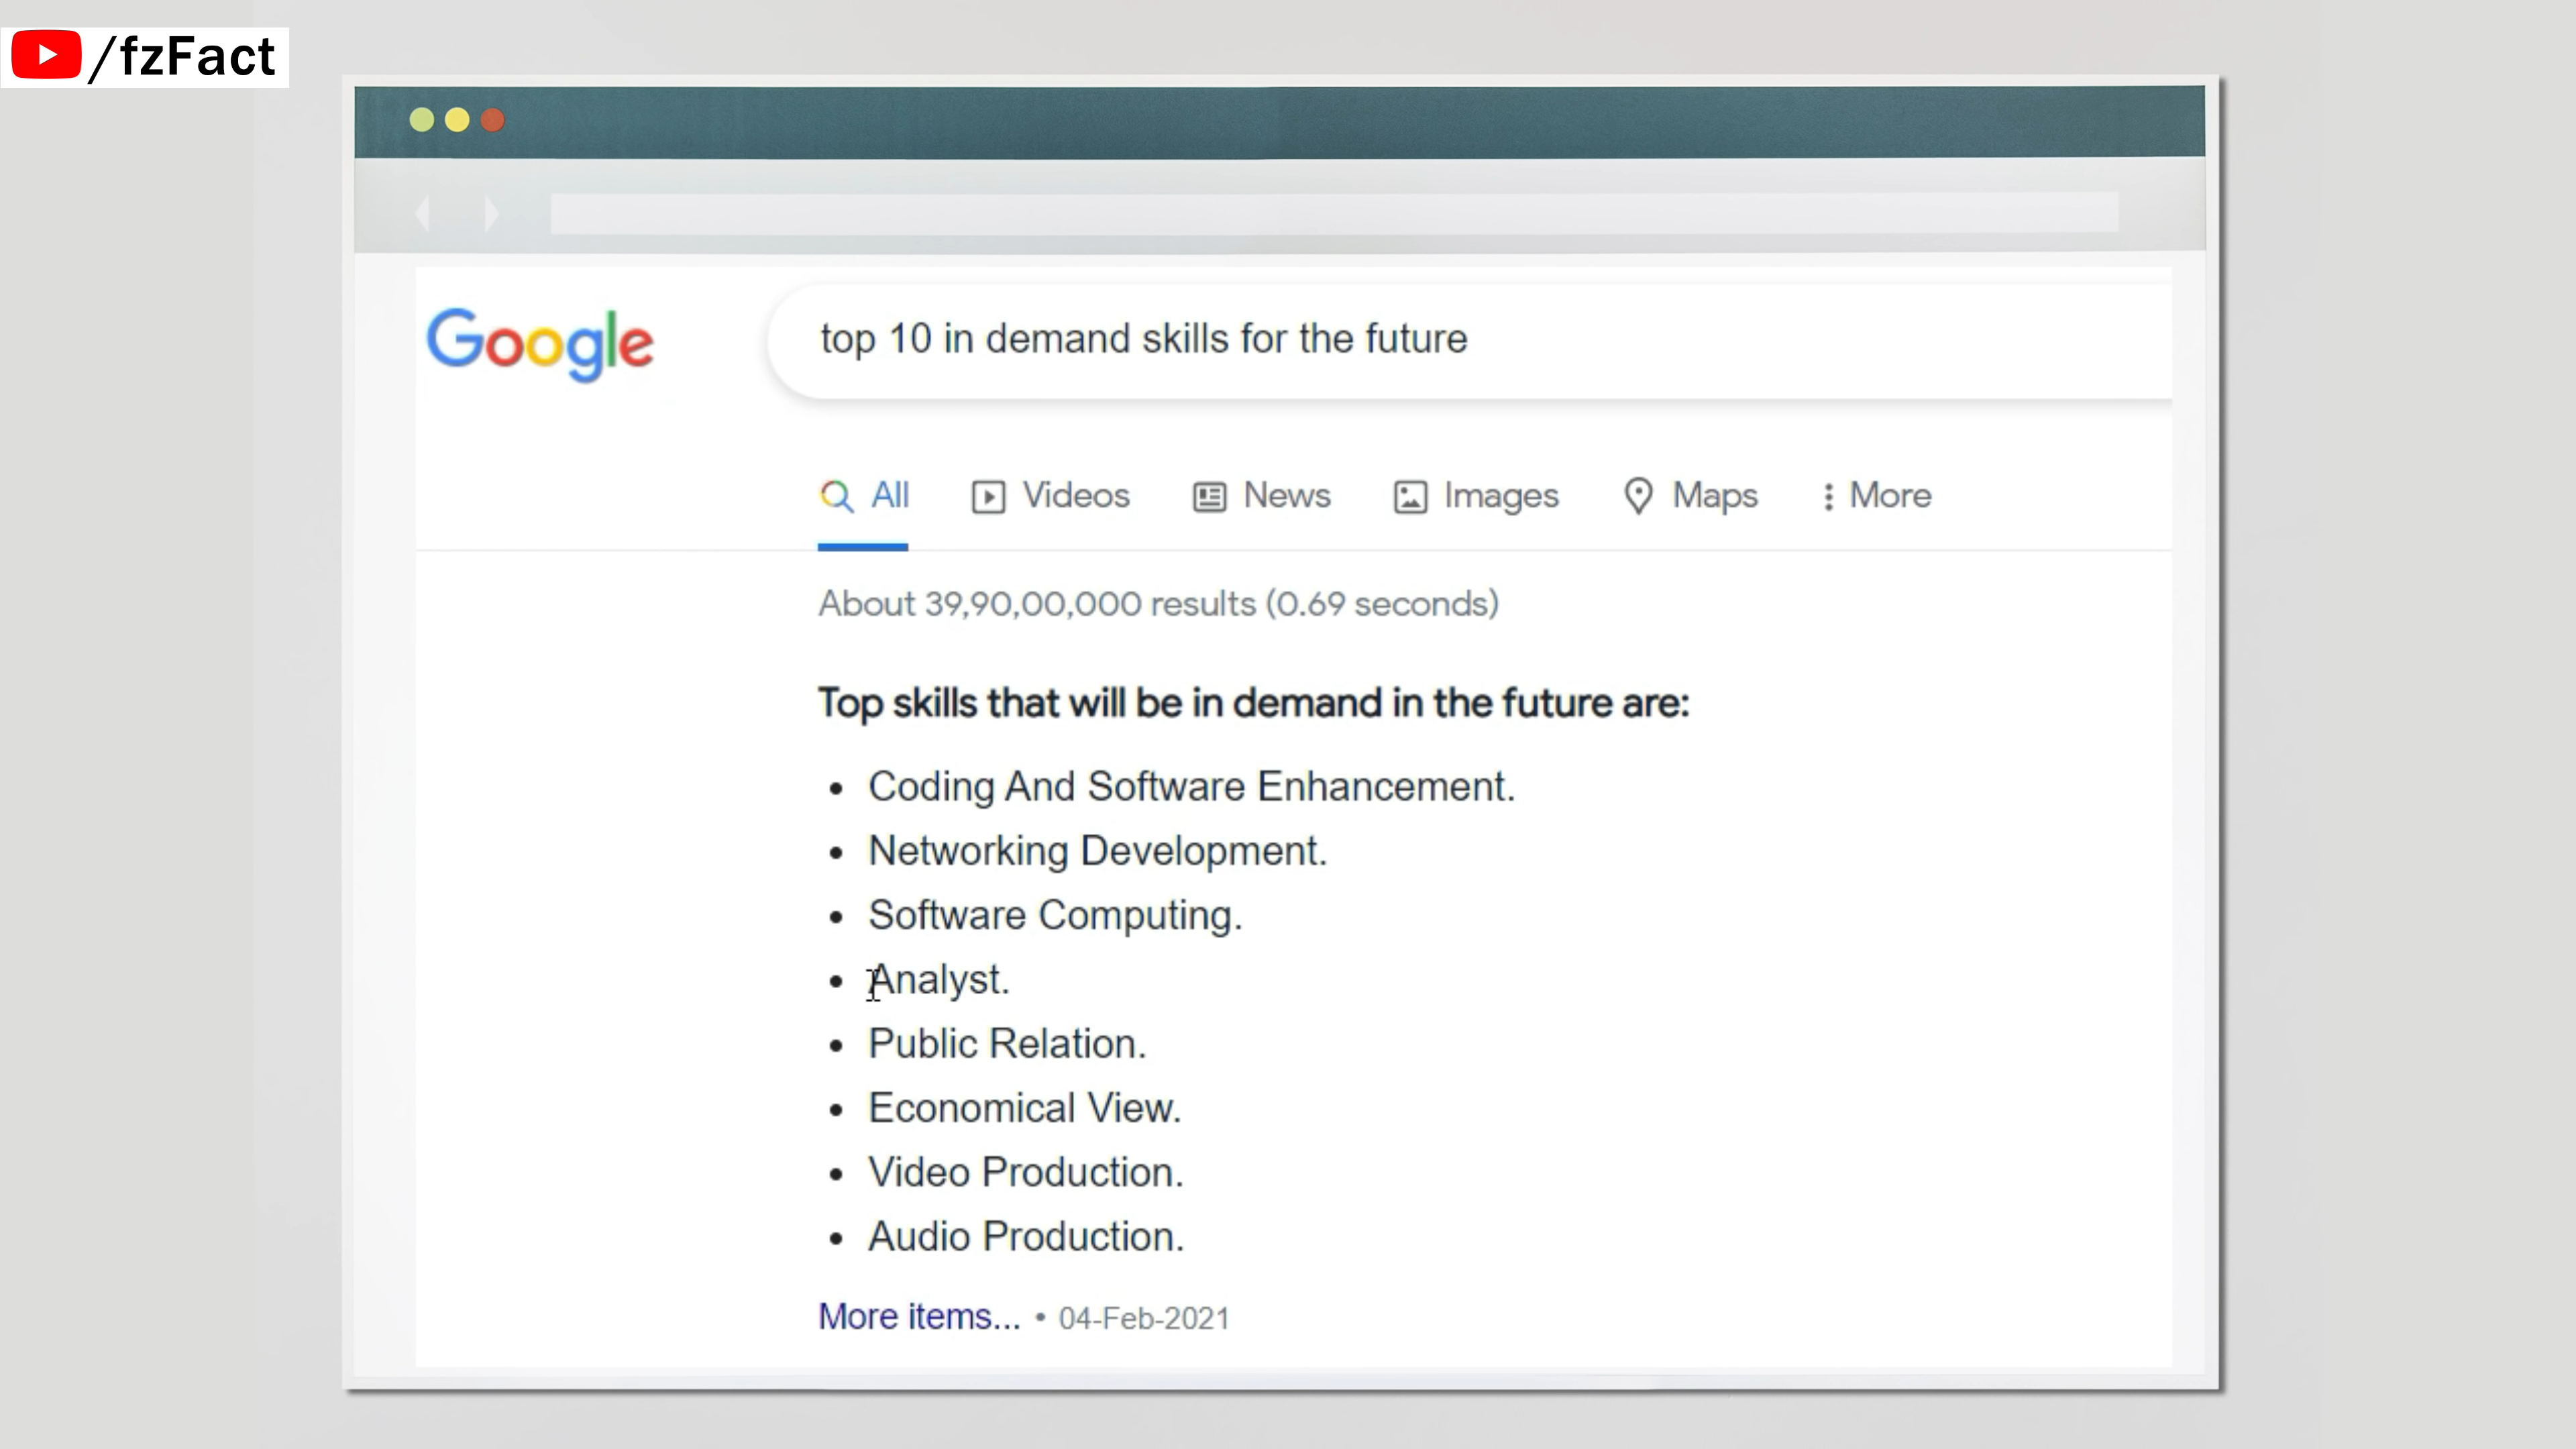 /fzFact
Google
top 10 in demand skills for the future
All Videos News Images Maps More
About 39,90,00,000 results (0.69 seconds)
Top skills that will be in demand in the future are:
• Coding And Software Enhancement.
• Networking Development.
• Software Computing.
• Analyst.
• Public Relation.
• Economical View.
• Video Production.
• Audio Production.
More items... • 04-Feb-2021